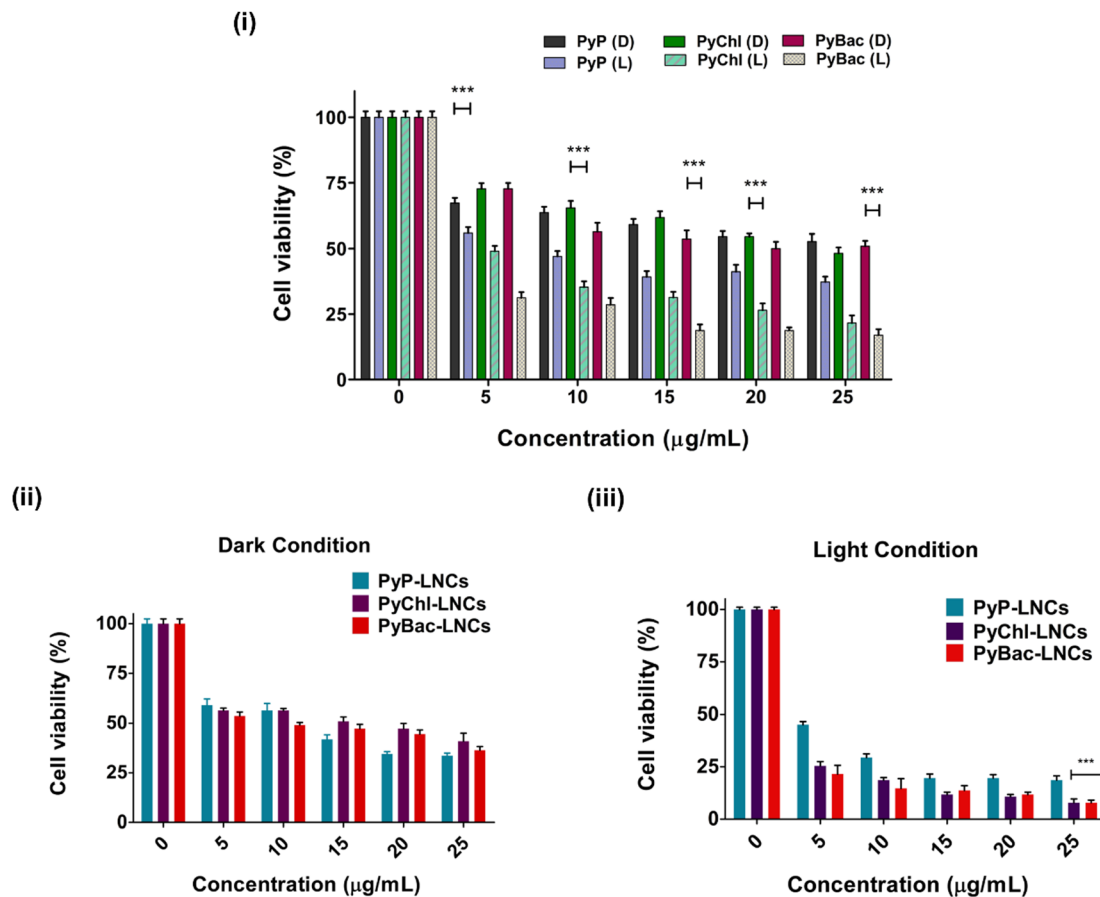 (i)
PyP (D) PyChl (D) PyBac (D)
PyP (L) PyChl (L) PyBac (L)
***
***
***
***
***
100
75
50
25
0
Cell viability (%)
0 5 10 15 20 25
Concentration (μg/mL)
(ii)
Dark Condition
PyP-LNCs
PyChl-LNCs
PyBac-LNCs
100
75
50
25
0
Cell viability (%)
0 5 10 15 20 25
Concentration (μg/mL)
(iii)
Light Condition
PyP-LNCs
PyChl-LNCs
PyBac-LNCs
***
100
75
50
25
0
Cell viability (%)
0 5 10 15 20 25
Concentration (μg/mL)